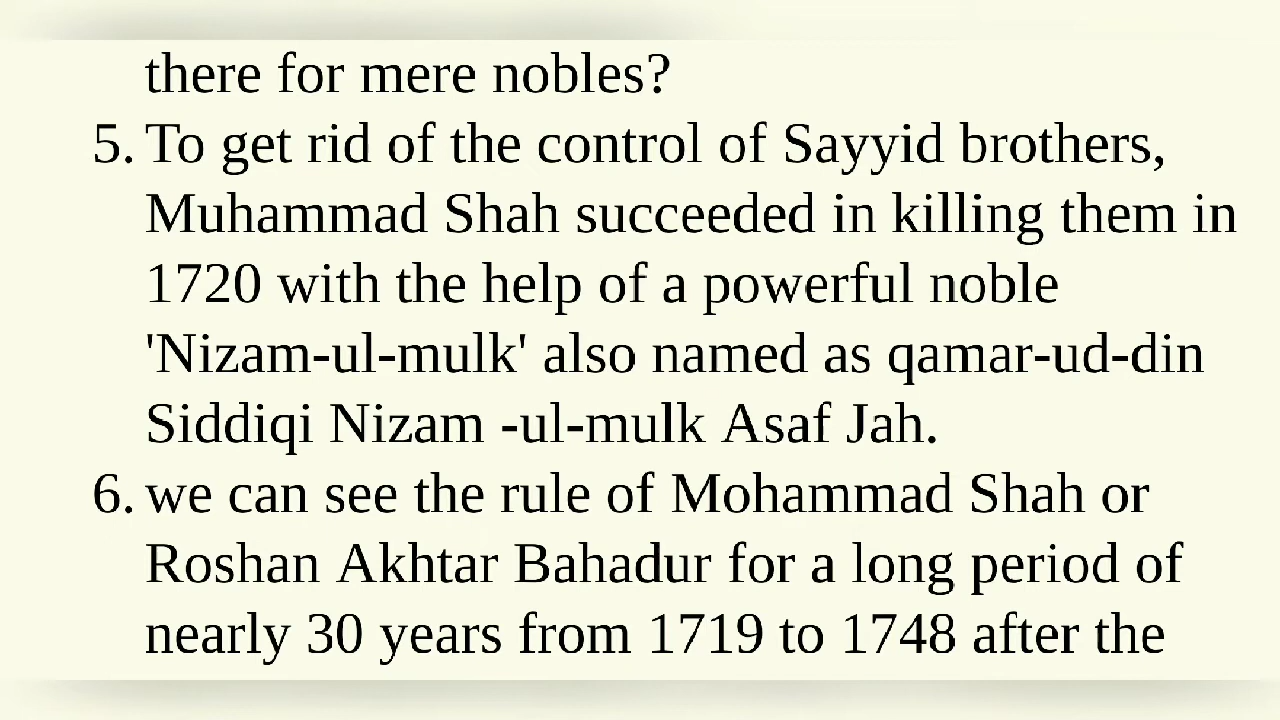 there for mere nobles?
5. To get rid of the control of Sayyid brothers,
Muhammad Shah succeeded in killing them in
1720 with the help of a powerful noble
'Nizam-ul-mulk' also named as qamar-ud-din
Siddiqi Nizam -ul-mulk Asaf Jah.
6. we can see the rule of Mohammad Shah or
Roshan Akhtar Bahadur for a long period of
nearly 30 years from 1719 to 1748 after the